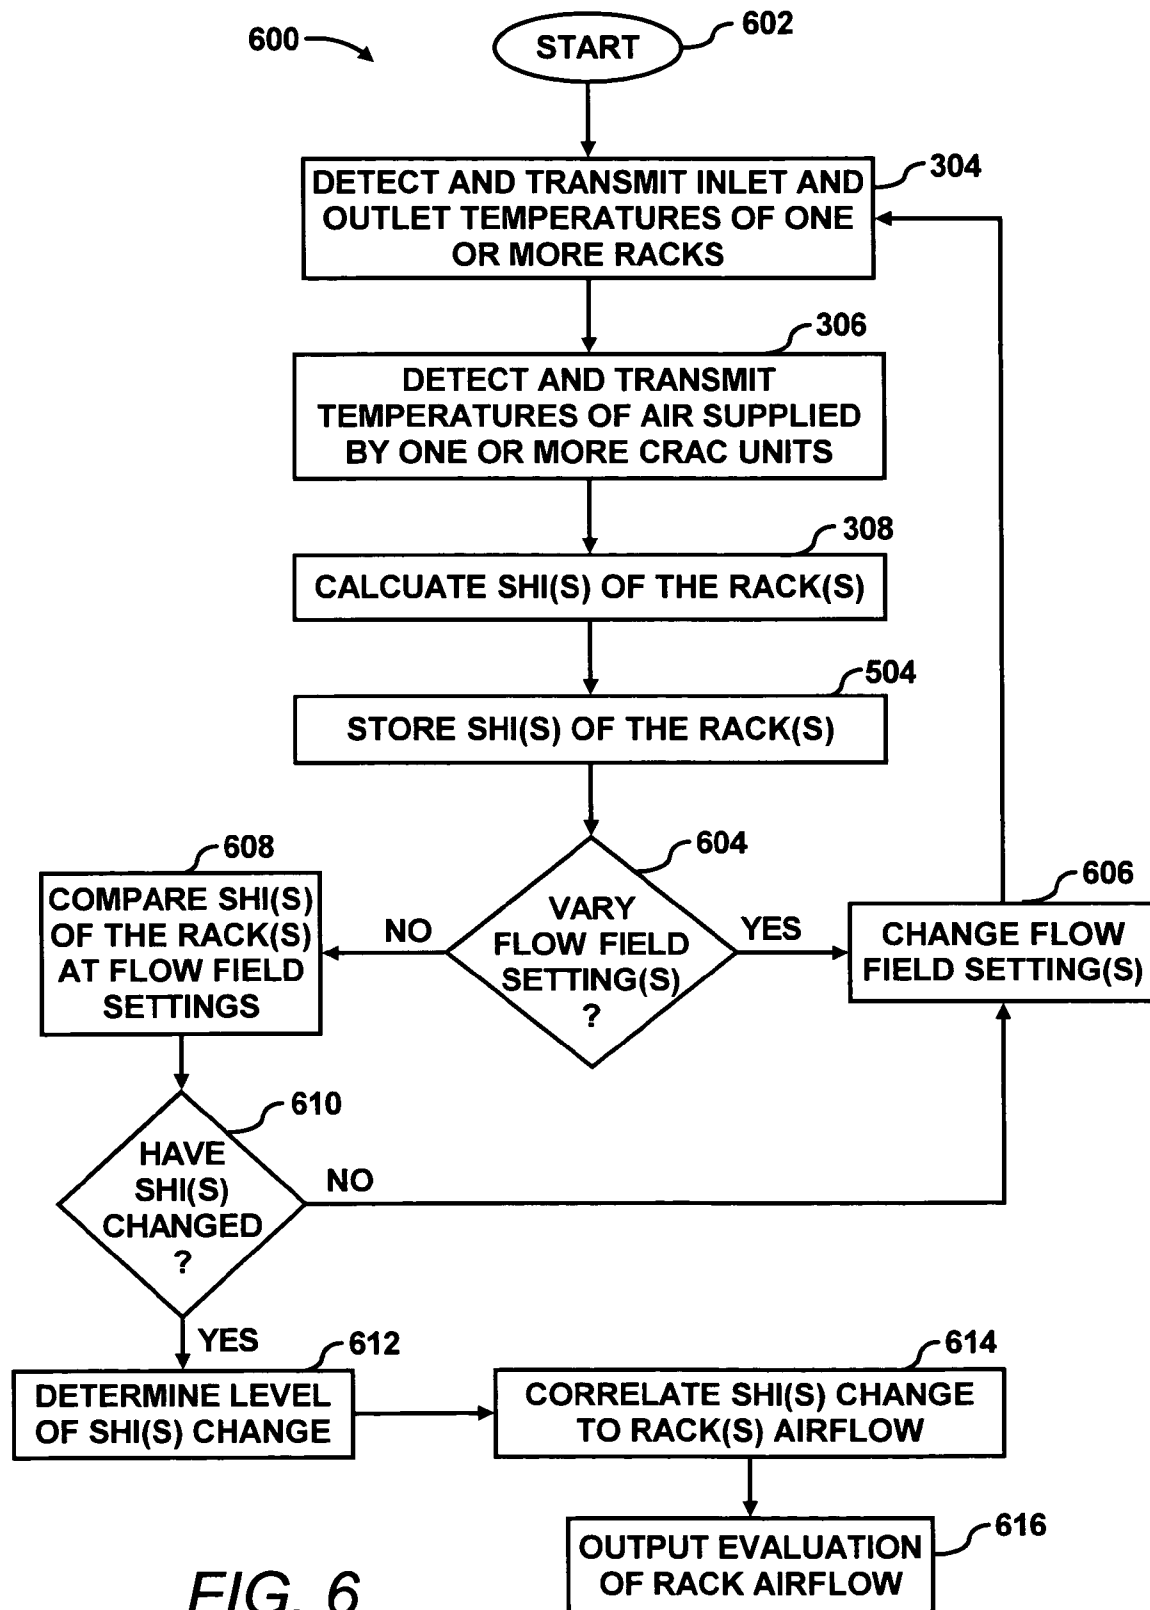 600
START
602
DETECT AND TRANSMIT INLET AND
OUTLET TEMPERATURES OF ONE
OR MORE RACKS
304
DETECT AND TRANSMIT
TEMPERATURES OF AIR SUPPLIED
BY ONE OR MORE CRAC UNITS
306
CALCUATE SHI(S) OF THE RACK(S)
308
STORE SHI(S) OF THE RACK(S)
504
VARY
FLOW FIELD
SETTING(S)
?
604
YES
CHANGE FLOW
FIELD SETTING(S)
606
NO
COMPARE SHI(S)
OF THE RACK(S)
AT FLOW FIELD
SETTINGS
608
HAVE
SHI(S)
CHANGED
?
610
NO
YES
DETERMINE LEVEL
OF SHI(S) CHANGE
612
CORRELATE SHI(S) CHANGE
TO RACK(S) AIRFLOW
614
OUTPUT EVALUATION
OF RACK AIRFLOW
616
FIG. 6